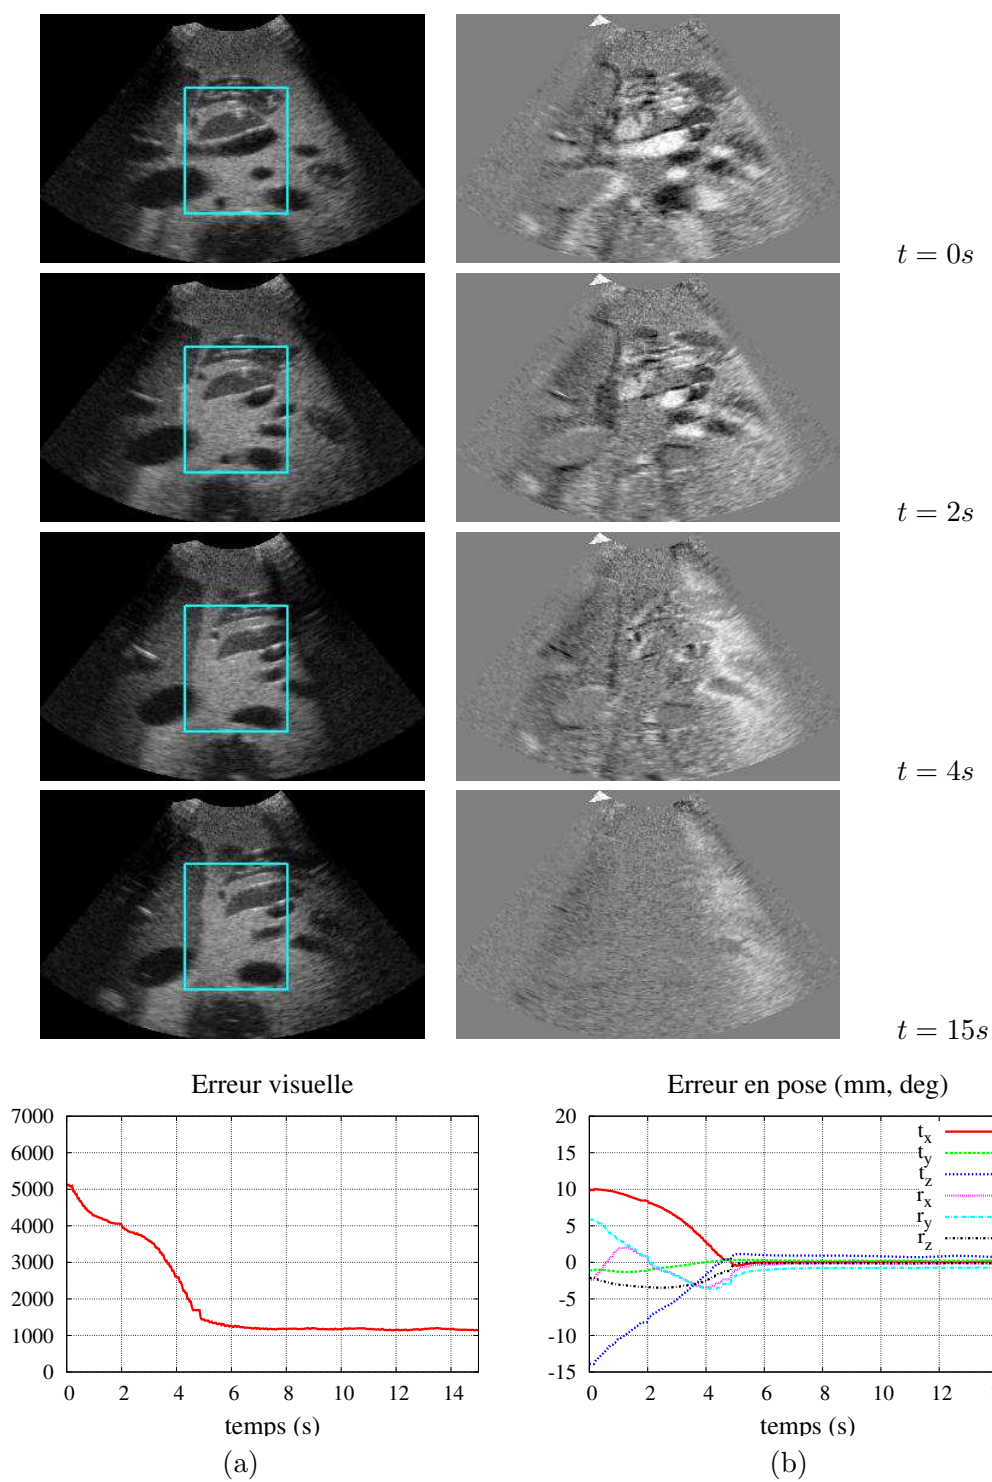 t = 0s
t = 2s
t = 4s
t = 15s
Erreur visuelle
7000
6000
5000
4000
3000
2000
1000
0
0 2 4 6 8 10 12 14
temps (s)
(a)
Erreur en pose (mm, deg)
20
15
10
5
0
-5
-10
-15
t_x
t_y
t_z
r_x
r_y
r_z
0 2 4 6 8 10 12
temps (s)
(b)